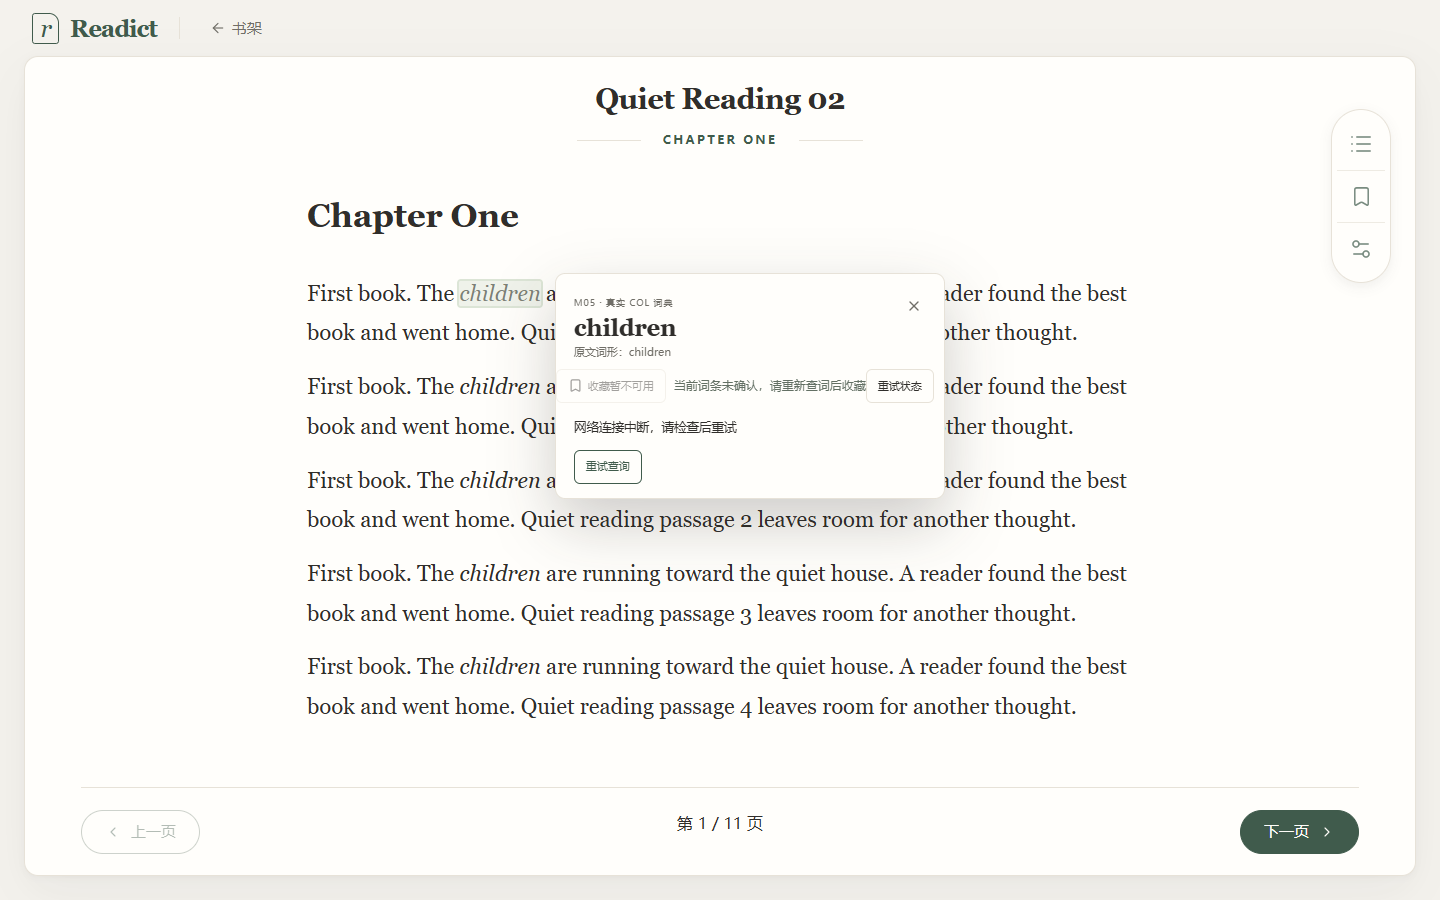 r Readict
← 书架
Quiet Reading 02
CHAPTER ONE
Chapter One
First book. The children a
ader found the best
book and went home. Qui
other thought.
First book. The children a
ader found the best
book and went home. Qui
ther thought.
First book. The children a
ader found the best
book and went home. Quiet reading passage 2 leaves room for another thought.
First book. The children are running toward the quiet house. A reader found the best
book and went home. Quiet reading passage 3 leaves room for another thought.
First book. The children are running toward the quiet house. A reader found the best
book and went home. Quiet reading passage 4 leaves room for another thought.
M05 · 真实 COL 词典
children
原文词形：children
收藏暂不可用 当前词条未确认，请重新查词后收藏 重试状态
网络连接中断，请检查后重试
重试查询
上一页
第 1 / 11 页
下一页